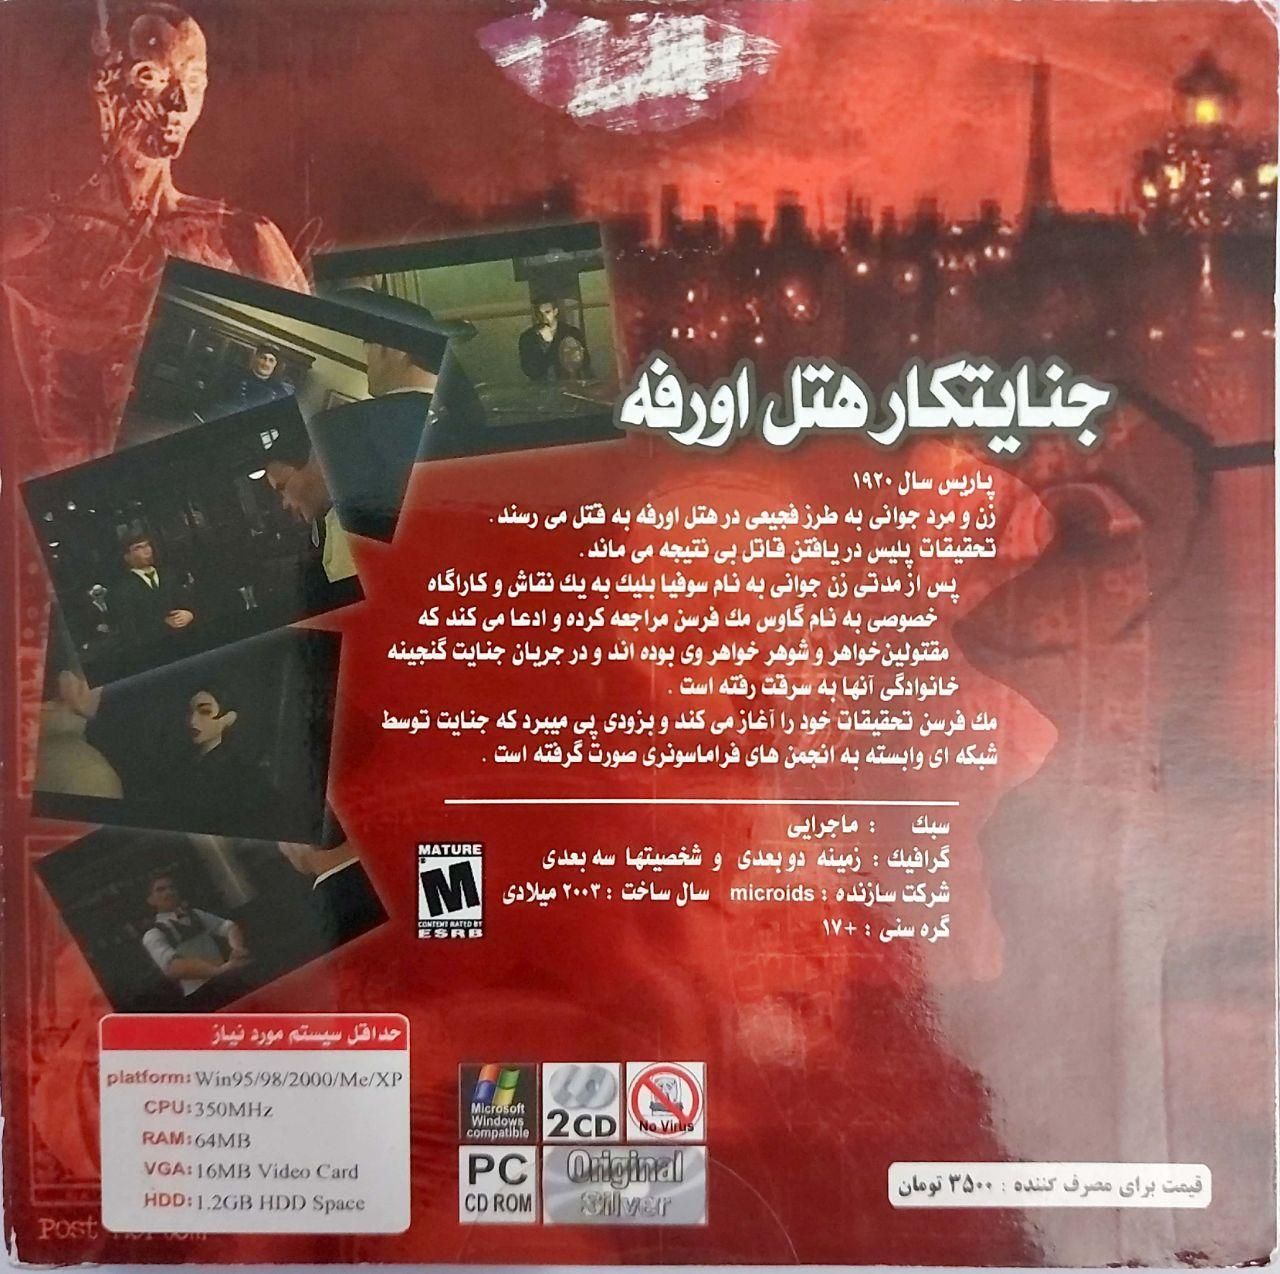 جنایتکار هتل اورفه
پاریس سال ۱۹۲۰
زن و مرد جوانی به طرز فجیعی در هتل اورفه به قتل می رسند .
تحقیقات پلیس در یافتن قاتل بی نتیجه می ماند .
پس از مدتی زن جوانی به نام سوفیا بلیك به یك نقاش و کاراگاه
خصوصی به نام گاوس مك فرسن مراجعه کرده و ادعا می کند که
مقتولین خواهر و شوهر خواهر وی بوده اند و در جریان جنایت گنجینه
خانوادگی آنها به سرقت رفته است .
مك فرسن تحقیقات خود را آغاز می کند و بزودی پی میبرد که جنایت توسط
شبکه ای وابسته به انجمن های فراماسونری صورت گرفته است .
سبك : ماجرایی
گرافیك : زمینه دو بعدی و شخصیتها سه بعدی
شرکت سازنده : microids سال ساخت : ۲۰۰۳ میلادی
گره سنی : +۱۷
MATURE
M
CONTENT RATED BY
ESRB
حداقل سیستم مورد نیاز
platform: Win95/98/2000/Me/XP
CPU: 350MHz
RAM: 64MB
VGA: 16MB Video Card
HDD: 1.2GB HDD Space
Microsoft
Windows
compatible
2CD
No Virus
PC
CD ROM
Original
Silver
قیمت برای مصرف کننده : ۳۵۰۰ تومان
Post